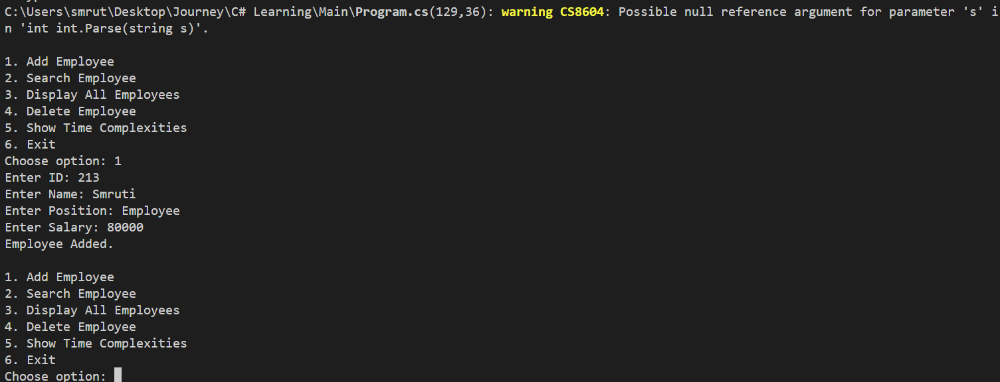 C:\Users\smrut\Desktop\Journey\C# Learning\Main\Program.cs(129,36): warning CS8604: Possible null reference argument for parameter 's' i
n 'int int.Parse(string s)'.
1. Add Employee
2. Search Employee
3. Display All Employees
4. Delete Employee
5. Show Time Complexities
6. Exit
Choose option: 1
Enter ID: 213
Enter Name: Smruti
Enter Position: Employee
Enter Salary: 80000
Employee Added.
1. Add Employee
2. Search Employee
3. Display All Employees
4. Delete Employee
5. Show Time Complexities
6. Exit
Choose option: